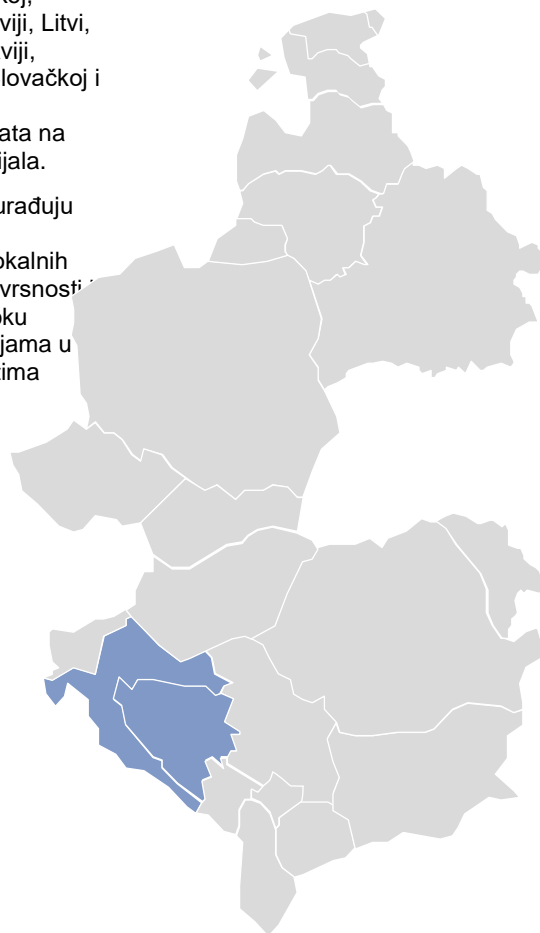 viji, Litvi,
viji,
lovačkoj i
ata na
ijala.
urađuju
okalnih
vrsnosti
oku
jama u
tima